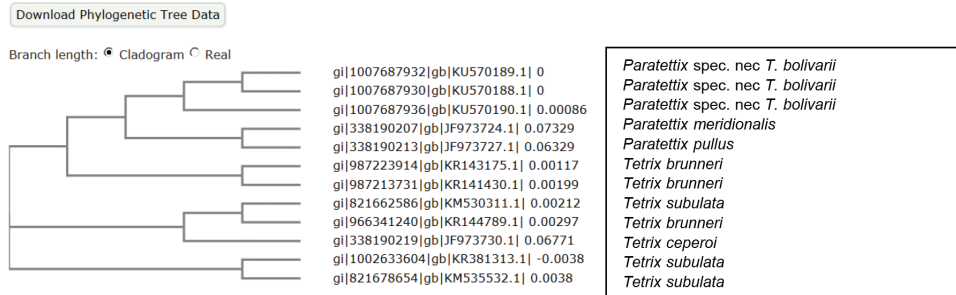 Download Phylogenetic Tree Data
Branch length: Cladogram Real
gi|1007687932|gb|KU570189.1| 0 Paratettix spec. nec T. bolivarii
gi|1007687930|gb|KU570188.1| 0 Paratettix spec. nec T. bolivarii
gi|1007687936|gb|KU570190.1| 0.00086 Paratettix spec. nec T. bolivarii
gi|338190207|gb|JF973724.1| 0.07329 Paratettix meridionalis
gi|338190213|gb|JF973727.1| 0.06329 Paratettix pullus
gi|987223914|gb|KR143175.1| 0.00117 Tetrix brunneri
gi|987213731|gb|KR141430.1| 0.00199 Tetrix brunneri
gi|821662586|gb|KM530311.1| 0.00212 Tetrix subulata
gi|966341240|gb|KR144789.1| 0.00297 Tetrix brunneri
gi|338190219|gb|JF973730.1| 0.06771 Tetrix ceperoi
gi|1002633604|gb|KR381313.1| -0.0038 Tetrix subulata
gi|821678654|gb|KM535532.1| 0.0038 Tetrix subulata